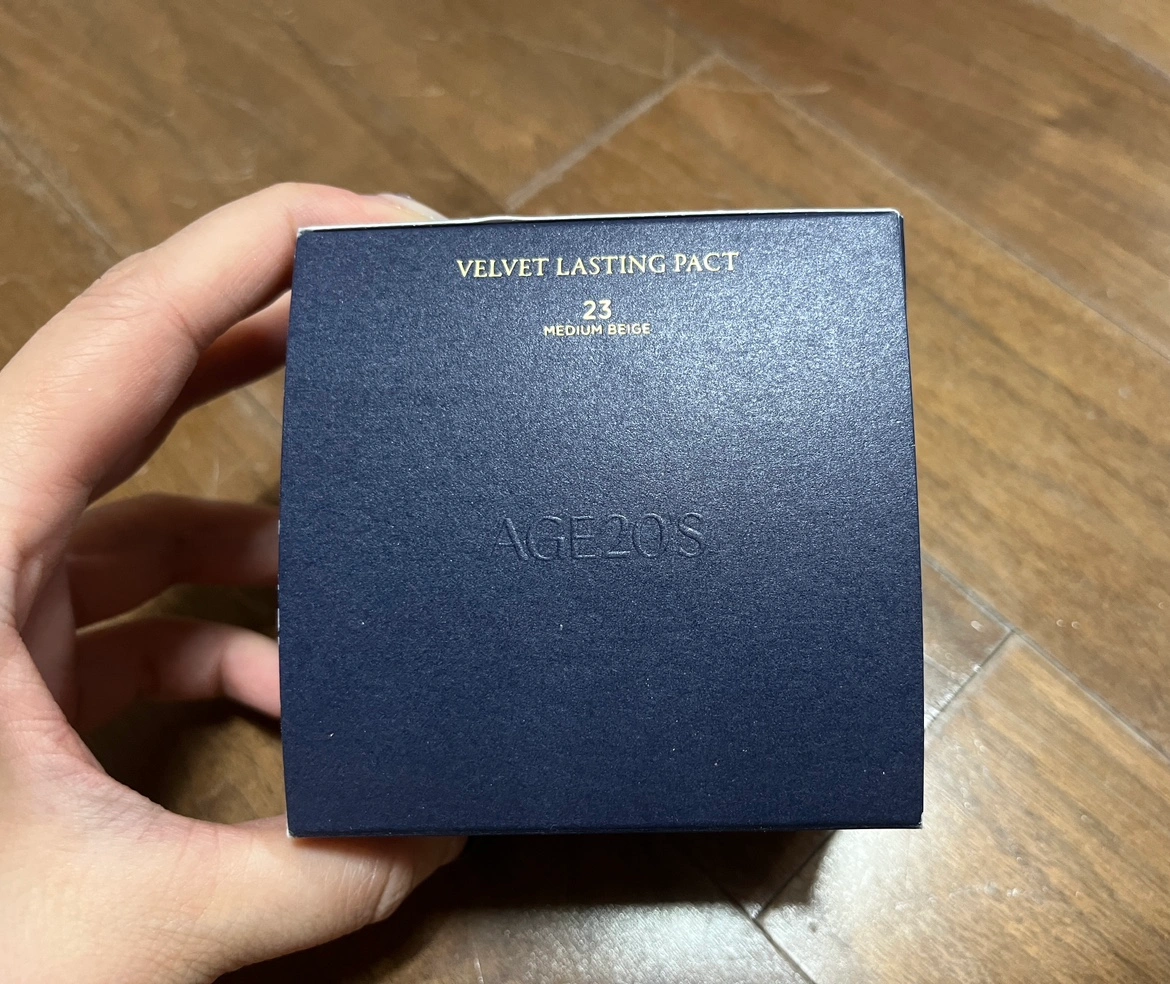 VELVET LASTING PACT
23
MEDIUM BEIGE
AGE20'S